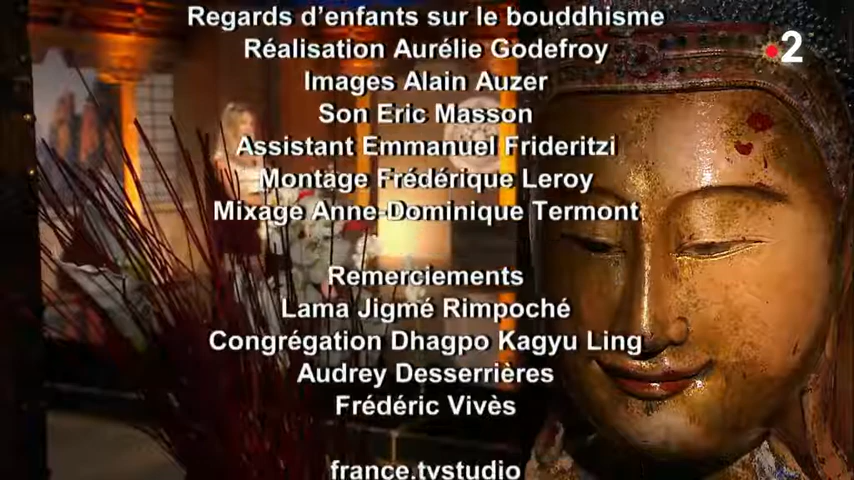 Regards d’enfants sur le bouddhisme
Réalisation Aurélie Godefroy
Images Alain Auzer
Son Eric Masson
Assistant Emmanuel Frideritzi
Montage Frédérique Leroy
Mixage Anne-Dominique Termont
Remerciements
Lama Jigmé Rimpoché
Congrégation Dhagpo Kagyu Ling
Audrey Desserrières
Frédéric Vivès
france.tvstudio
2